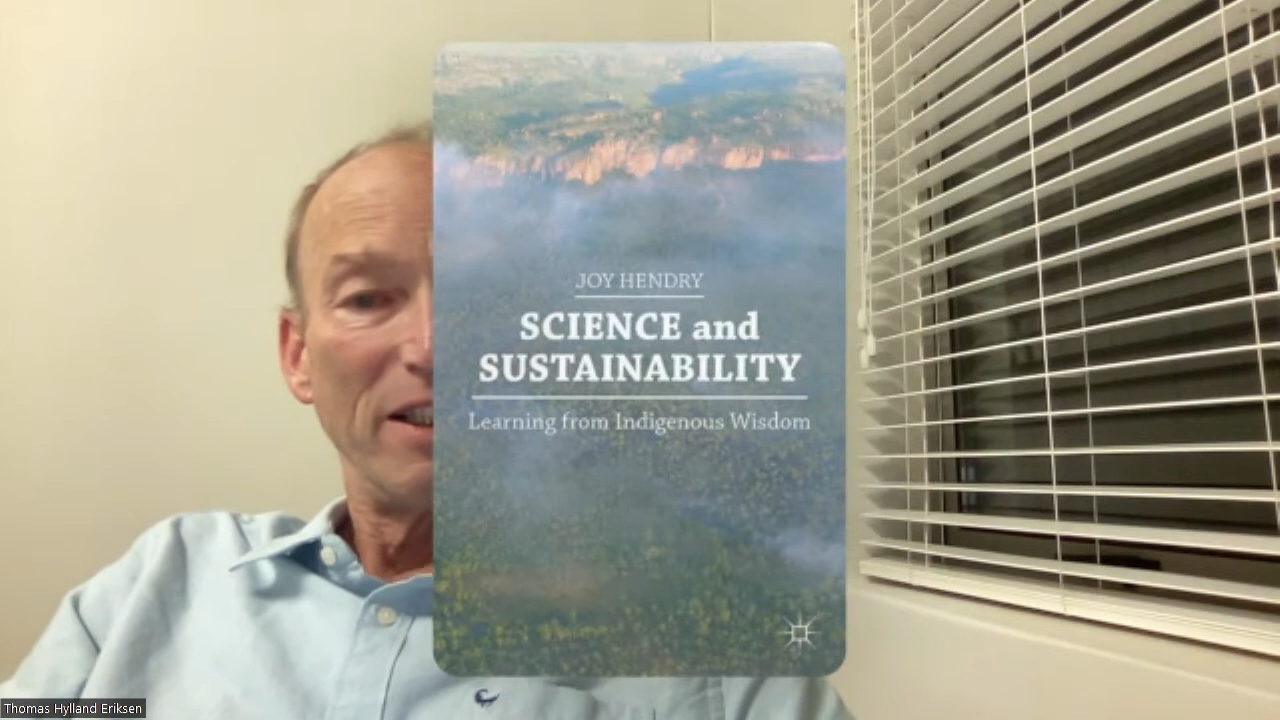 JOY HENDRY
SCIENCE and
SUSTAINABILITY
Learning from Indigenous Wisdom
Thomas Hylland Eriksen